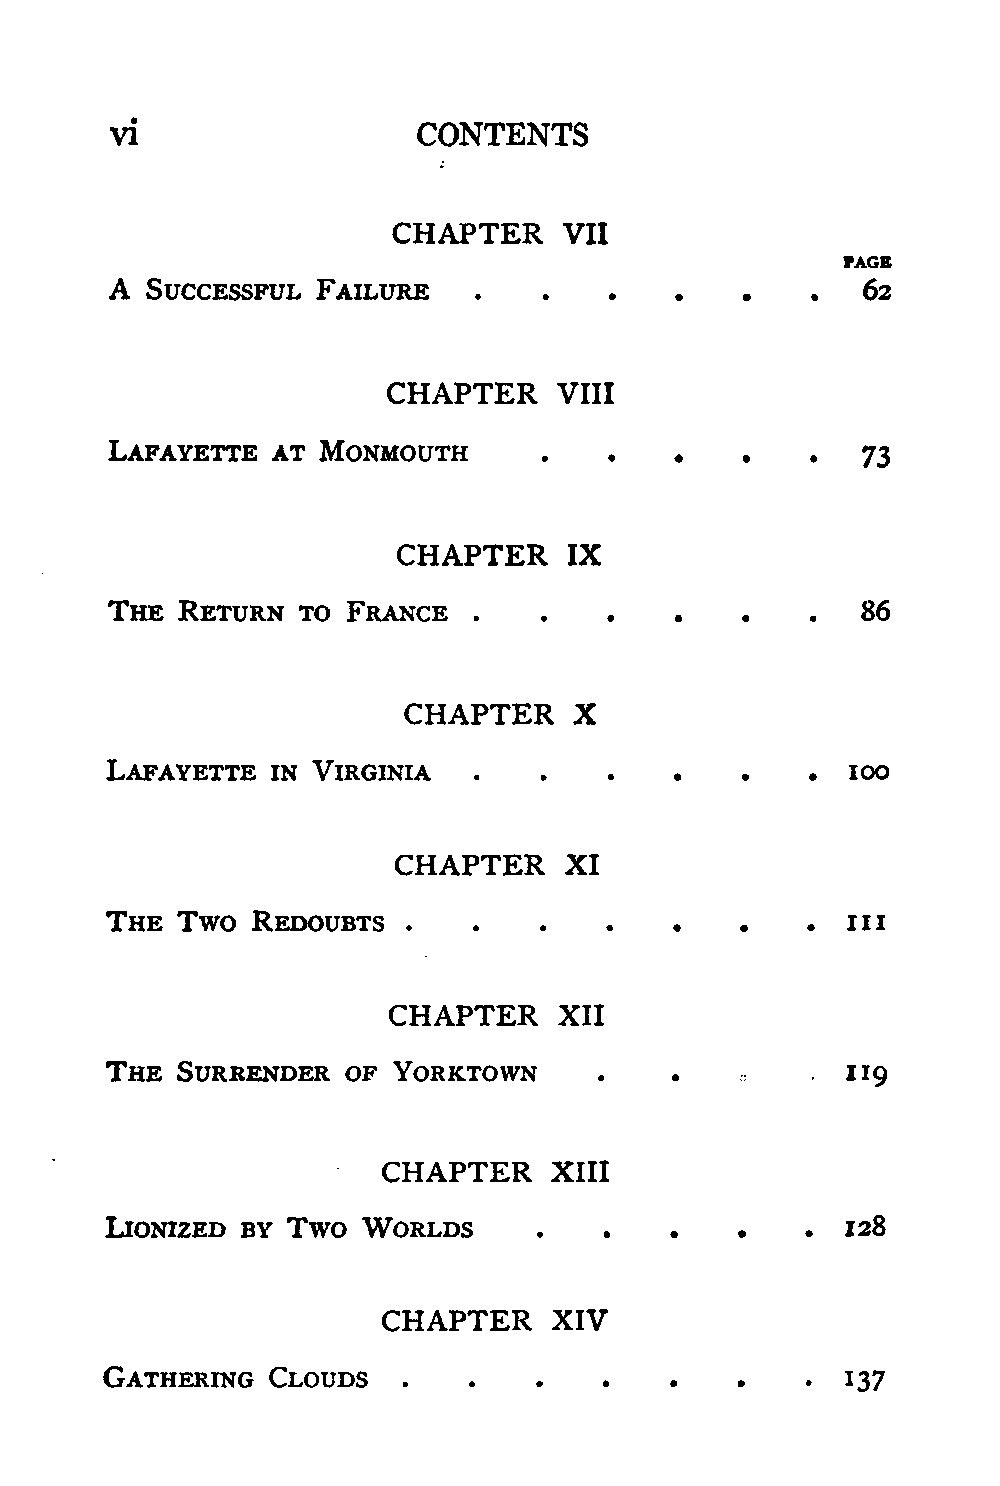 vi CONTENTS
CHAPTER VII
PAGE
A Successful Failure . . . . . . 62
CHAPTER VIII
Lafayette at Monmouth . . . . . 73
CHAPTER IX
The Return to France . . . . . . 86
CHAPTER X
Lafayette in Virginia . . . . . . 100
CHAPTER XI
The Two Redoubts . . . . . . . 111
CHAPTER XII
The Surrender of Yorktown . . . . 119
CHAPTER XIII
Lionized by Two Worlds . . . . . 128
CHAPTER XIV
Gathering Clouds . . . . . . . 137